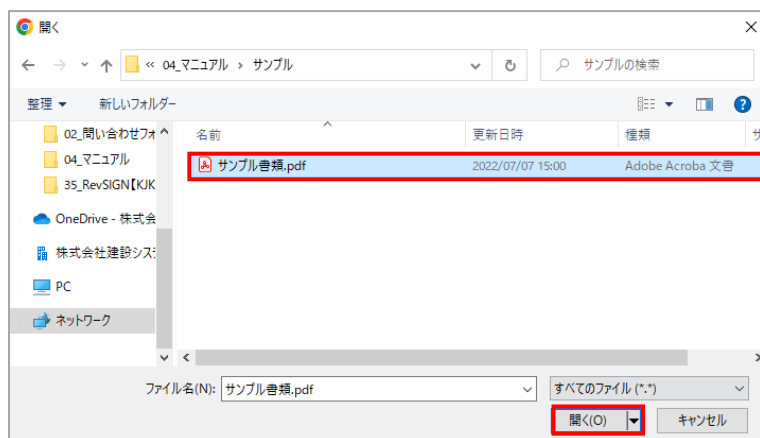 開く
« 04_マニュアル › サンプル
サンプルの検索
整理
新しいフォルダー
名前
更新日時
種類
サ
02_問い合わせフォ
04_マニュアル
35_RevSIGN【KJK
OneDrive - 株式会
株式会社建設シス
PC
ネットワーク
サンプル書類.pdf
2022/07/07 15:00
Adobe Acroba 文書
ファイル名(N):
サンプル書類.pdf
すべてのファイル (*.*)
開く(O)
キャンセル